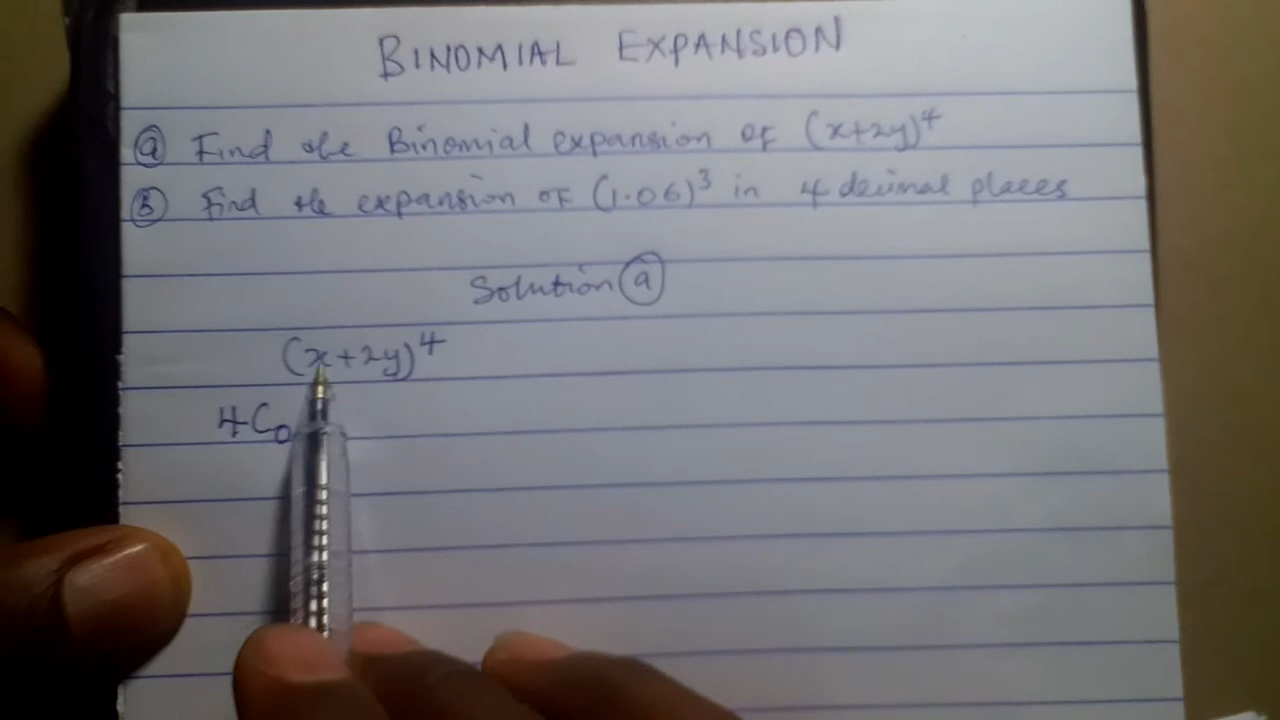 BINOMIAL EXPANSION
ⓐ Find the Binomial expansion of (x+2y)⁴
ⓑ Find the expansion of (1.06)³ in 4 decimal places
Solution ⓐ
(x+2y)⁴
4C₀